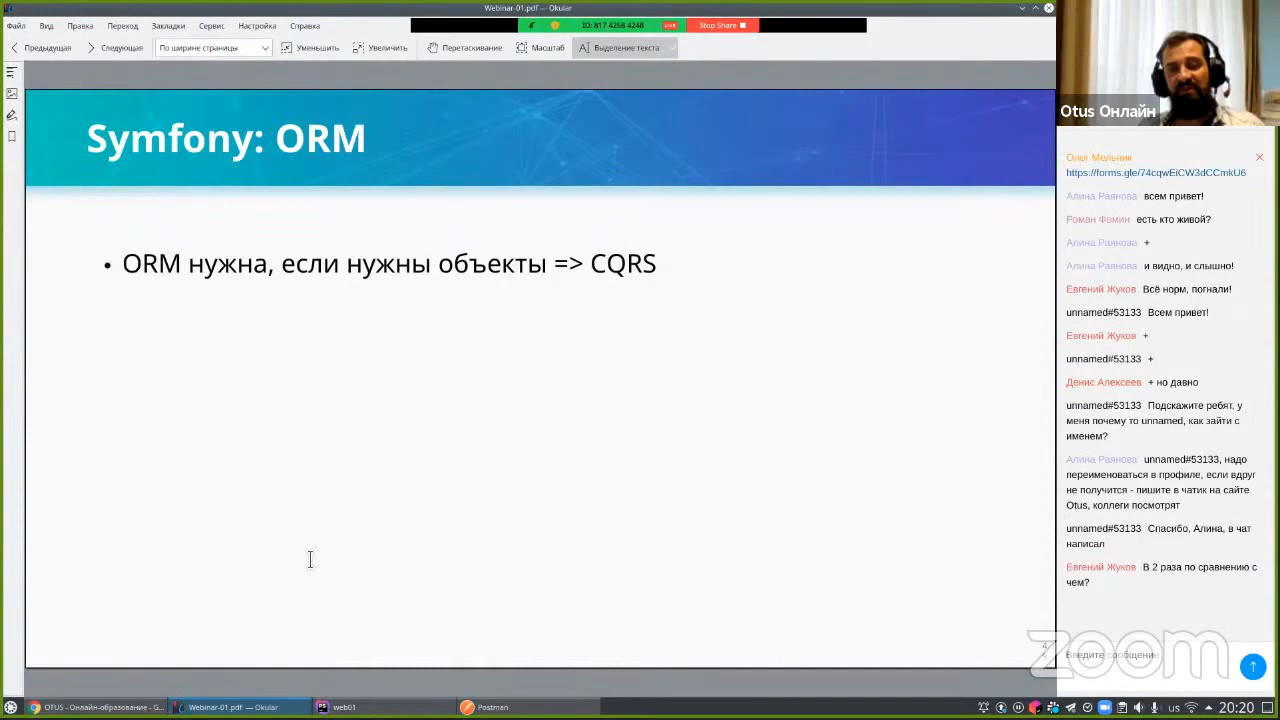 Webinar-01.pdf — Okular
Файл Вид Правка Переход Закладки Сервис Настройка Справка
ID: 817 4268 4248 LIVE Stop Share
Предыдущая Следующая По ширине страницы Уменьшить Увеличить Перетаскивание Масштаб Выделение текста
Symfony: ORM
• ORM нужна, если нужны объекты => CQRS
Otus Онлайн
Олег Мельник
https://forms.gle/74cqwEiCW3dCCmkU6
Алина Раянова всем привет!
Роман Фомин есть кто живой?
Алина Раянова +
Алина Раянова и видно, и слышно!
Евгений Жуков Всё норм, погнали!
unnamed#53133 Всем привет!
Евгений Жуков +
unnamed#53133 +
Денис Алексеев + но давно
unnamed#53133 Подскажите ребят, у
меня почему то unnamed, как зайти с
именем?
Алина Раянова unnamed#53133, надо
переименоваться в профиле, если вдруг
не получится - пишите в чатик на сайте
Otus, коллеги посмотрят
unnamed#53133 Спасибо, Алина, в чат
написал
Евгений Жуков В 2 раза по сравнению с
чем?
Введите сообщение
zoom
OTUS - Онлайн-образование - G... Webinar-01.pdf — Okular web01 Postman
us 20:20